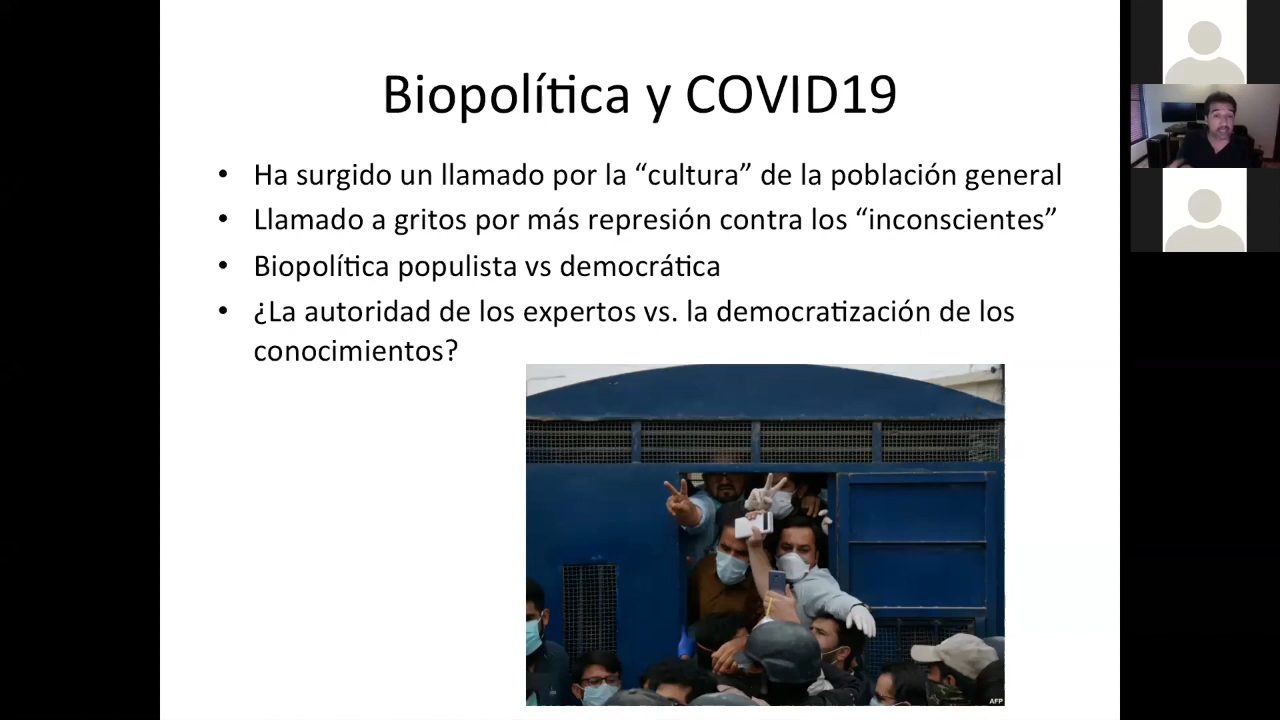 Biopolítica y COVID19
• Ha surgido un llamado por la “cultura” de la población general
• Llamado a gritos por más represión contra los “inconscientes”
• Biopolítica populista vs democrática
• ¿La autoridad de los expertos vs. la democratización de los
conocimientos?
AFP